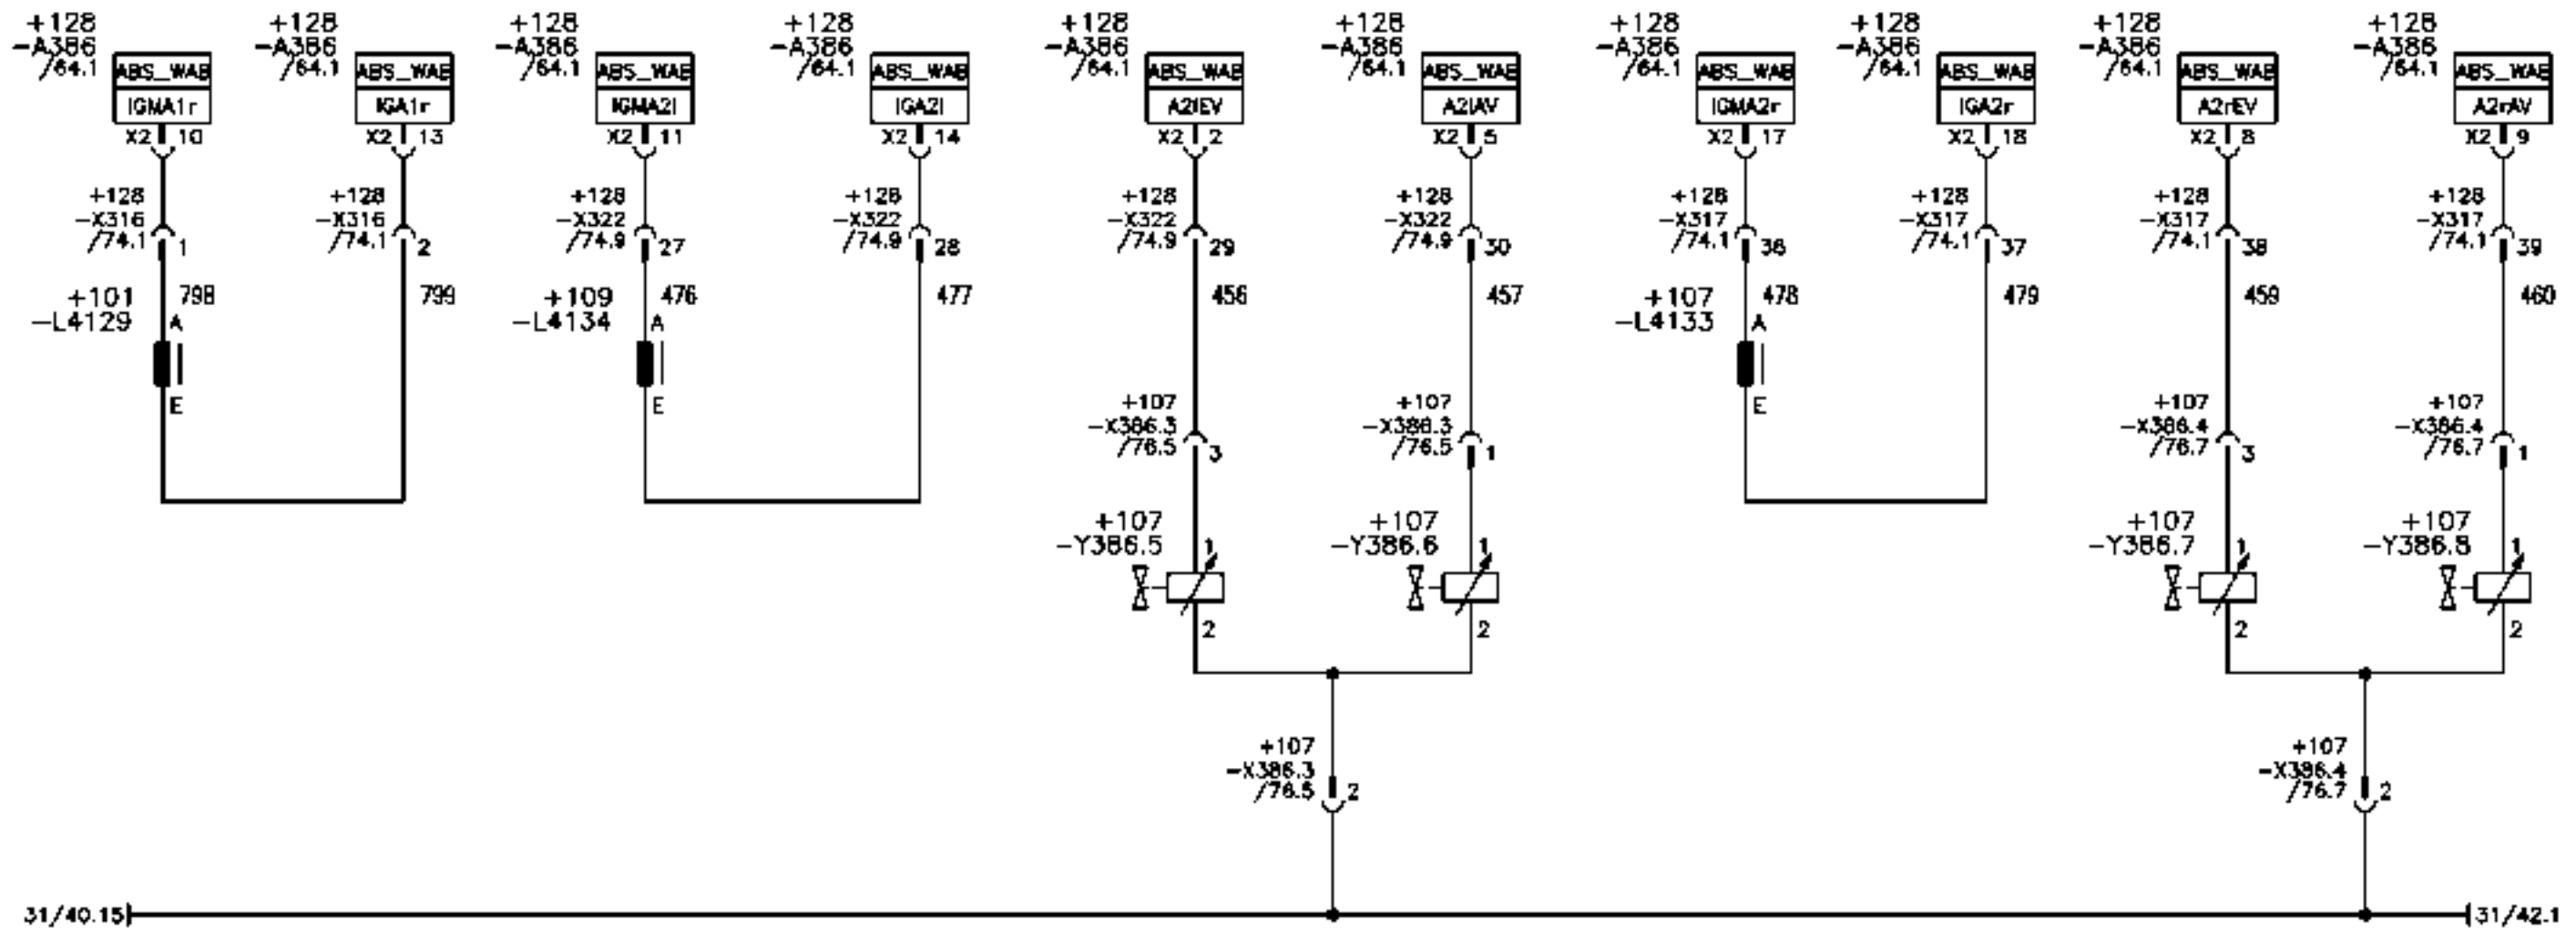 +128 +128 +128 +128 +128 +128 +128 +128 +128 +128
-A386 -A386 -A386 -A386 -A386 -A386 -A386 -A386 -A386 -A386
/64.1 /64.1 /64.1 /64.1 /64.1 /64.1 /64.1 /64.1 /64.1 /64.1
ABS_WAB ABS_WAB ABS_WAB ABS_WAB ABS_WAB ABS_WAB ABS_WAB ABS_WAB ABS_WAB ABS_WAB
IGMA1r IGA1r IGMA2l IGA2l A2lEV A2lAV IGMA2r IGA2r A2rEV A2rAV
X2 10 X2 13 X2 11 X2 14 X2 2 X2 5 X2 17 X2 18 X2 8 X2 9
+128 +128 +128 +128 +128 +128 +128 +128 +128 +128
-X316 -X316 -X322 -X322 -X322 -X322 -X317 -X317 -X317 -X317
/74.1 1 /74.1 2 /74.9 27 /74.9 28 /74.9 29 /74.9 30 /74.1 36 /74.1 37 /74.1 38 /74.1 39
+101 798 799 +109 476 477 456 457 +107 478 479 459 460
-L4129 A -L4134 A -L4133 A
E E E
+107 +107 +107 +107
-X386.3 -X386.3 -X386.4 -X386.4
/76.5 3 /76.5 1 /76.7 3 /76.7 1
+107 +107 +107 +107
-Y386.5 1 -Y386.6 1 -Y386.7 1 -Y386.8 1
2 2 2 2
+107 +107
-X386.3 -X386.4
/76.5 2 /76.7 2
31/40.15 31/42.1